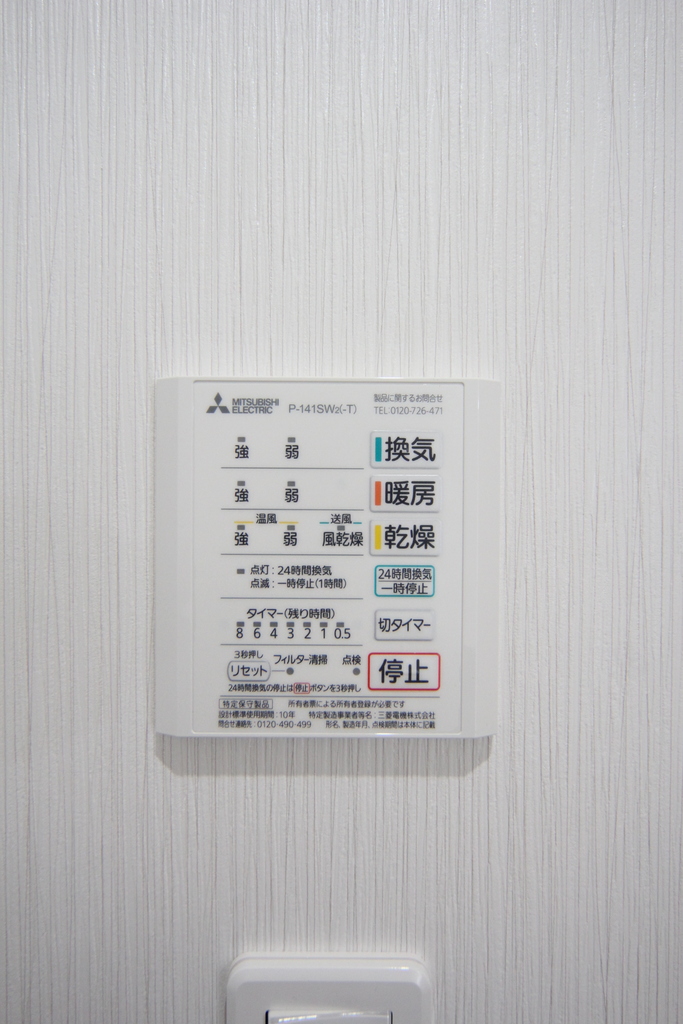 MITSUBISHI ELECTRIC P-141SW2(-T) 製品に関するお問合せ
TEL:0120-726-471
強 弱 換気
強 弱 暖房
温風 送風
強 弱 風乾燥 乾燥
点灯:24時間換気
点滅:一時停止(1時間)
24時間換気
一時停止
タイマー(残り時間)
8 6 4 3 2 1 0.5
切タイマー
3秒押し
リセット フィルター清掃 点検
停止
24時間換気の停止は停止ボタンを3秒押し
特定保守製品 所有者票による所有者登録が必要です
設計標準使用期間:10年 特定製造事業者等名:三菱電機株式会社
問合せ連絡先:0120-490-499 形名、製造年月、点検期間は本体に記載